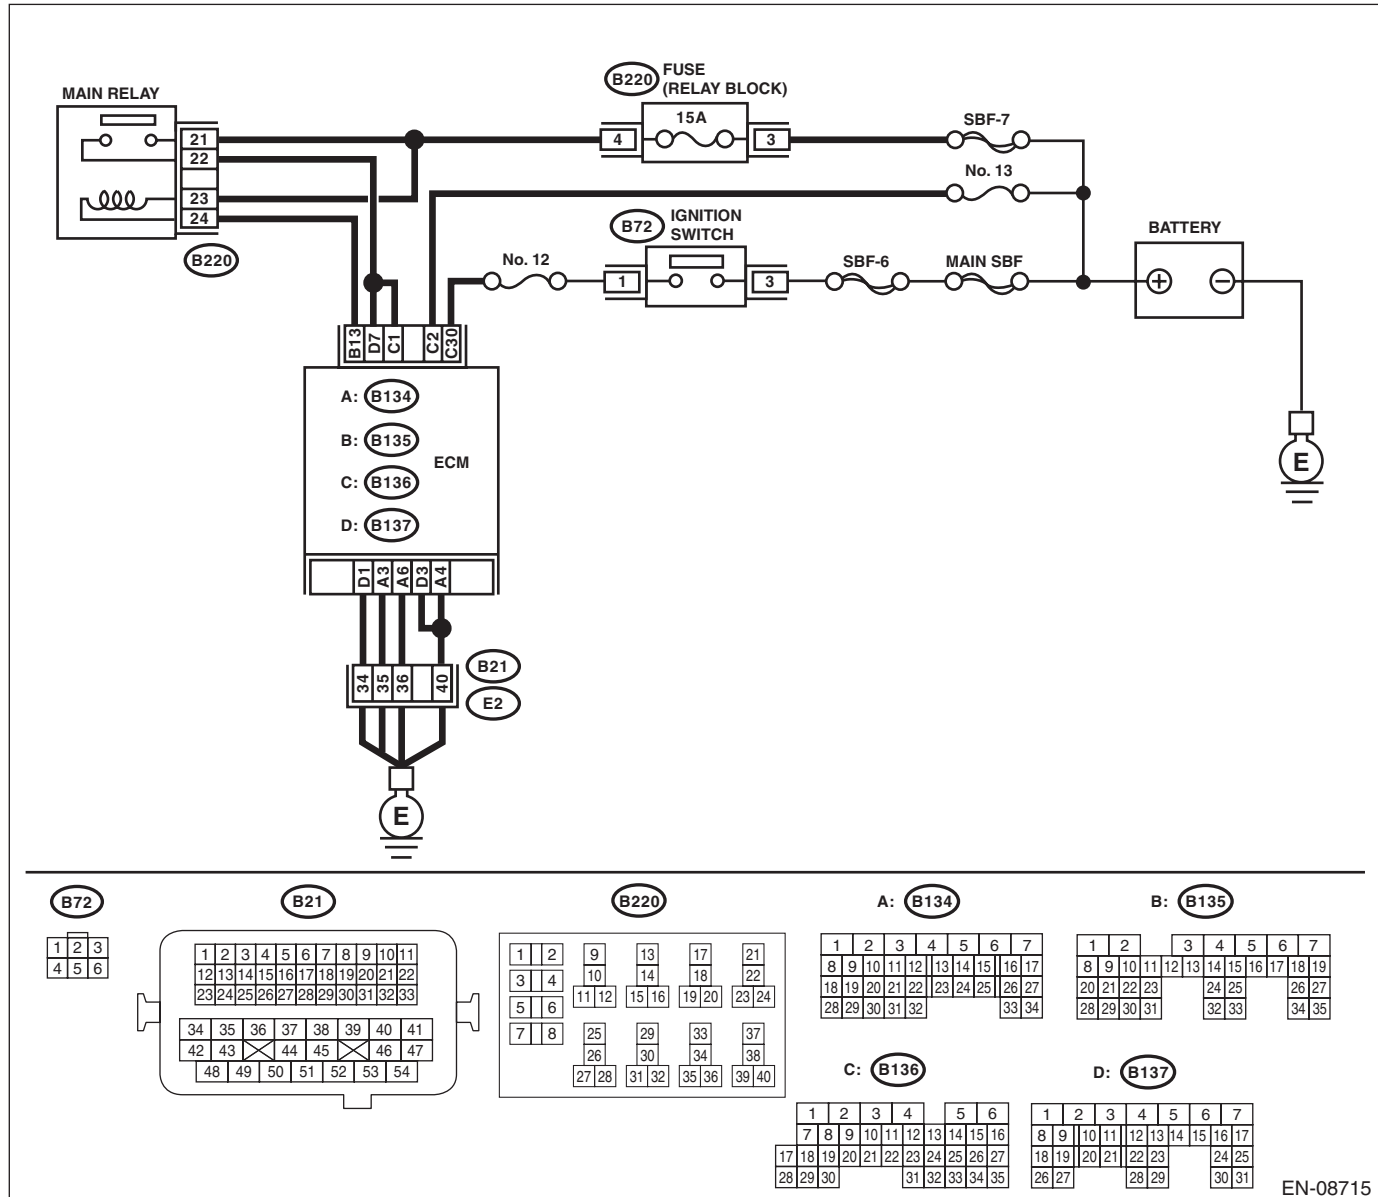 MAIN RELAY
B220 FUSE
(RELAY BLOCK)
15A
4 3
SBF-7
21
22
23
24
B220
No. 13
B72 IGNITION
SWITCH
No. 12
1 3
SBF-6 MAIN SBF
BATTERY
+ −
E
B13 D7 C1 C2 C30
A: B134
B: B135
C: B136
D: B137
ECM
D1 A3 A6 D3 A4
34 35 36 40
B21
E2
E
B72
1 2 3
4 5 6
B21
1 2 3 4 5 6 7 8 9 10 11
12 13 14 15 16 17 18 19 20 21 22
23 24 25 26 27 28 29 30 31 32 33
34 35 36 37 38 39 40 41
42 43 44 45 46 47
48 49 50 51 52 53 54
B220
1 2 9 13 17 21
3 4 10 14 18 22
11 12 15 16 19 20 23 24
5 6
7 8 25 29 33 37
26 30 34 38
27 28 31 32 35 36 39 40
A: B134
1 2 3 4 5 6 7
8 9 10 11 12 13 14 15 16 17
18 19 20 21 22 23 24 25 26 27
28 29 30 31 32 33 34
B: B135
1 2 3 4 5 6 7
8 9 10 11 12 13 14 15 16 17 18 19
20 21 22 23 24 25 26 27
28 29 30 31 32 33 34 35
C: B136
1 2 3 4 5 6
7 8 9 10 11 12 13 14 15 16
17 18 19 20 21 22 23 24 25 26 27
28 29 30 31 32 33 34 35
D: B137
1 2 3 4 5 6 7
8 9 10 11 12 13 14 15 16 17
18 19 20 21 22 23 24 25
26 27 28 29 30 31
EN-08715